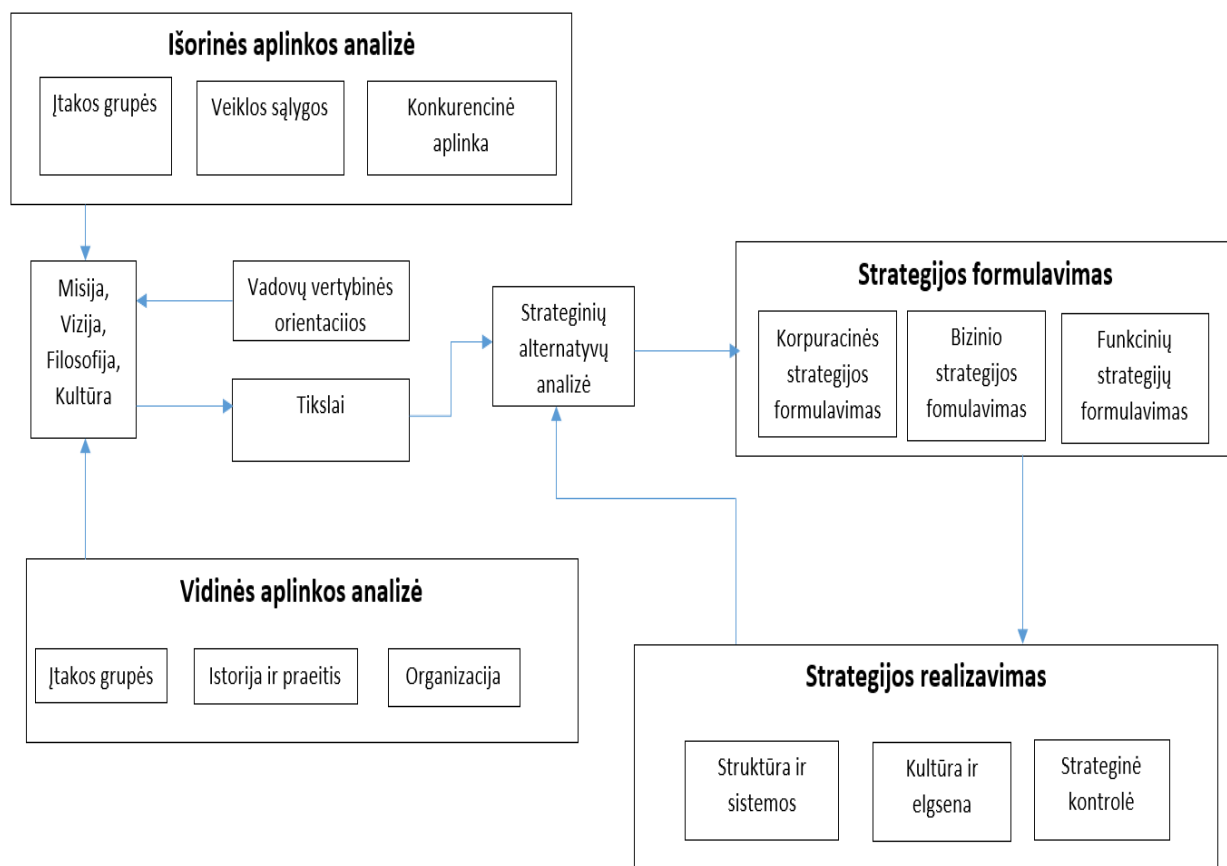 Išorinės aplinkos analizė
Įtakos grupės
Veiklos sąlygos
Konkurencinė
aplinka
Misija,
Vizija,
Filosofija,
Kultūra
Vadovų vertybinės
orientaciios
Tikslai
Strateginių
alternatyvų
analizė
Strategijos formulavimas
Korpuracinės
strategijos
formulavimas
Bizinio
strategijos
fomulavimas
Funkcinių
strategijų
formulavimas
Vidinės aplinkos analizė
Įtakos grupės
Istorija ir praeitis
Organizacija
Strategijos realizavimas
Struktūra ir
sistemos
Kultūra ir
elgsena
Strateginė
kontrolė